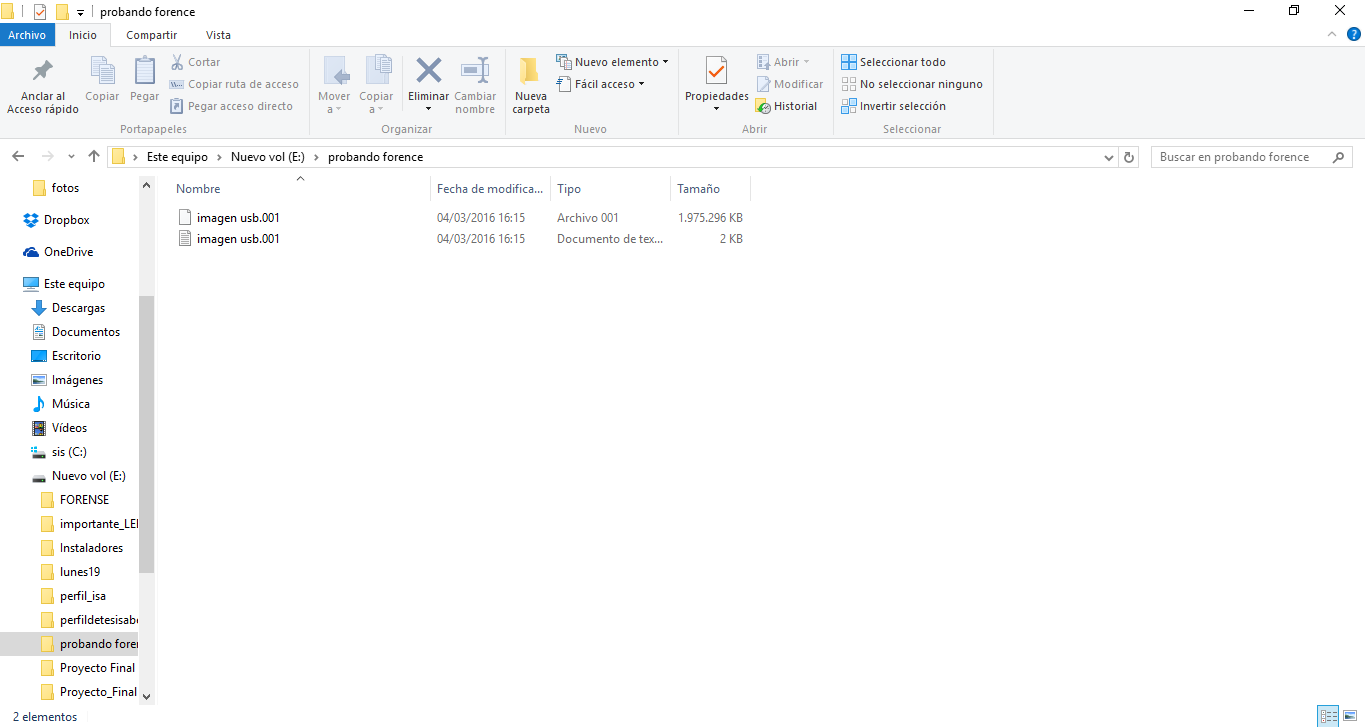 probando forence
Archivo Inicio Compartir Vista
Anclar al
Acceso rápido
Copiar
Pegar
Cortar
Copiar ruta de acceso
Pegar acceso directo
Portapapeles
Mover
a
Copiar
a
Eliminar
Cambiar
nombre
Organizar
Nueva
carpeta
Nuevo elemento
Fácil acceso
Nuevo
Propiedades
Abrir
Modificar
Historial
Abrir
Seleccionar todo
No seleccionar ninguno
Invertir selección
Seleccionar
Este equipo > Nuevo vol (E:) > probando forence
Buscar en probando forence
fotos
Dropbox
OneDrive
Este equipo
Descargas
Documentos
Escritorio
Imágenes
Música
Vídeos
sis (C:)
Nuevo vol (E:)
FORENSE
importante_LEI
Instaladores
lunes19
perfil_isa
perfildetesisabe
probando foren
Proyecto Final
Proyecto_Final
Nombre Fecha de modifica... Tipo Tamaño
imagen usb.001 04/03/2016 16:15 Archivo 001 1.975.296 KB
imagen usb.001 04/03/2016 16:15 Documento de tex... 2 KB
2 elementos